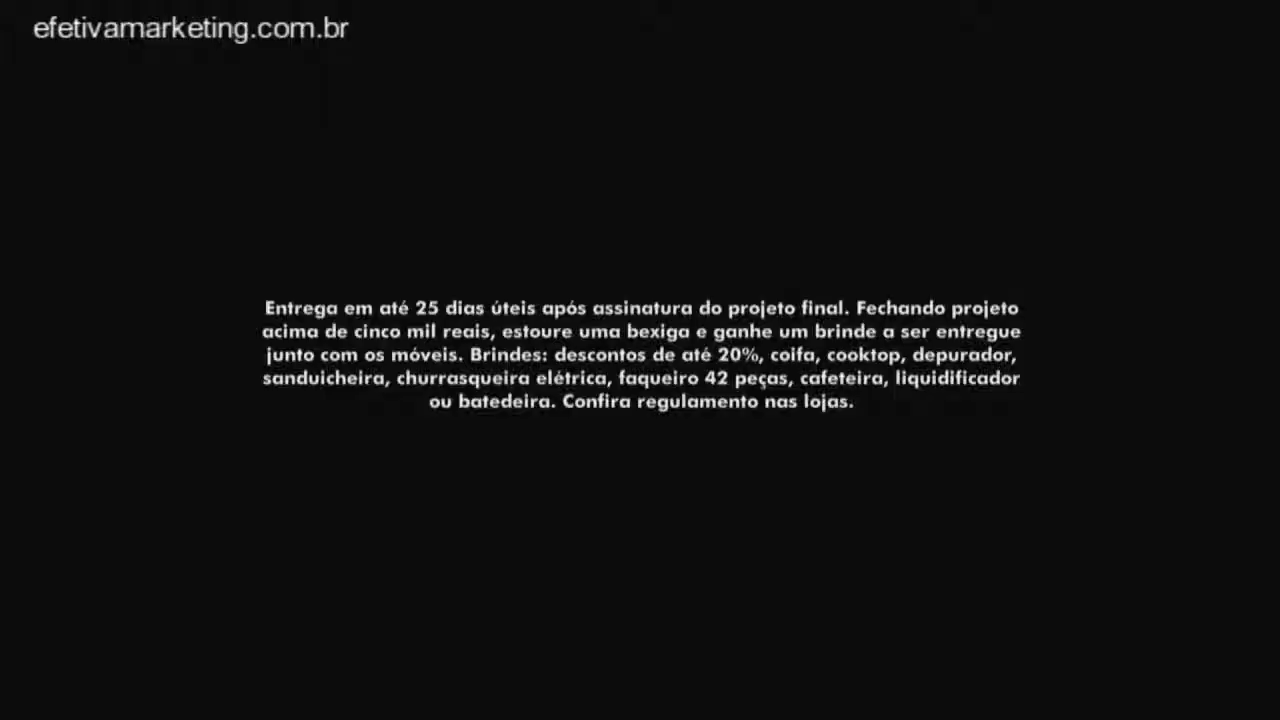 efetivamarketing.com.br
Entrega em até 25 dias úteis após assinatura do projeto final. Fechando projeto
acima de cinco mil reais, estoure uma bexiga e ganhe um brinde a ser entregue
junto com os móveis. Brindes: descontos de até 20%, coifa, cooktop, depurador,
sanduicheira, churrasqueira elétrica, faqueiro 42 peças, cafeteira, liquidificador
ou batedeira. Confira regulamento nas lojas.